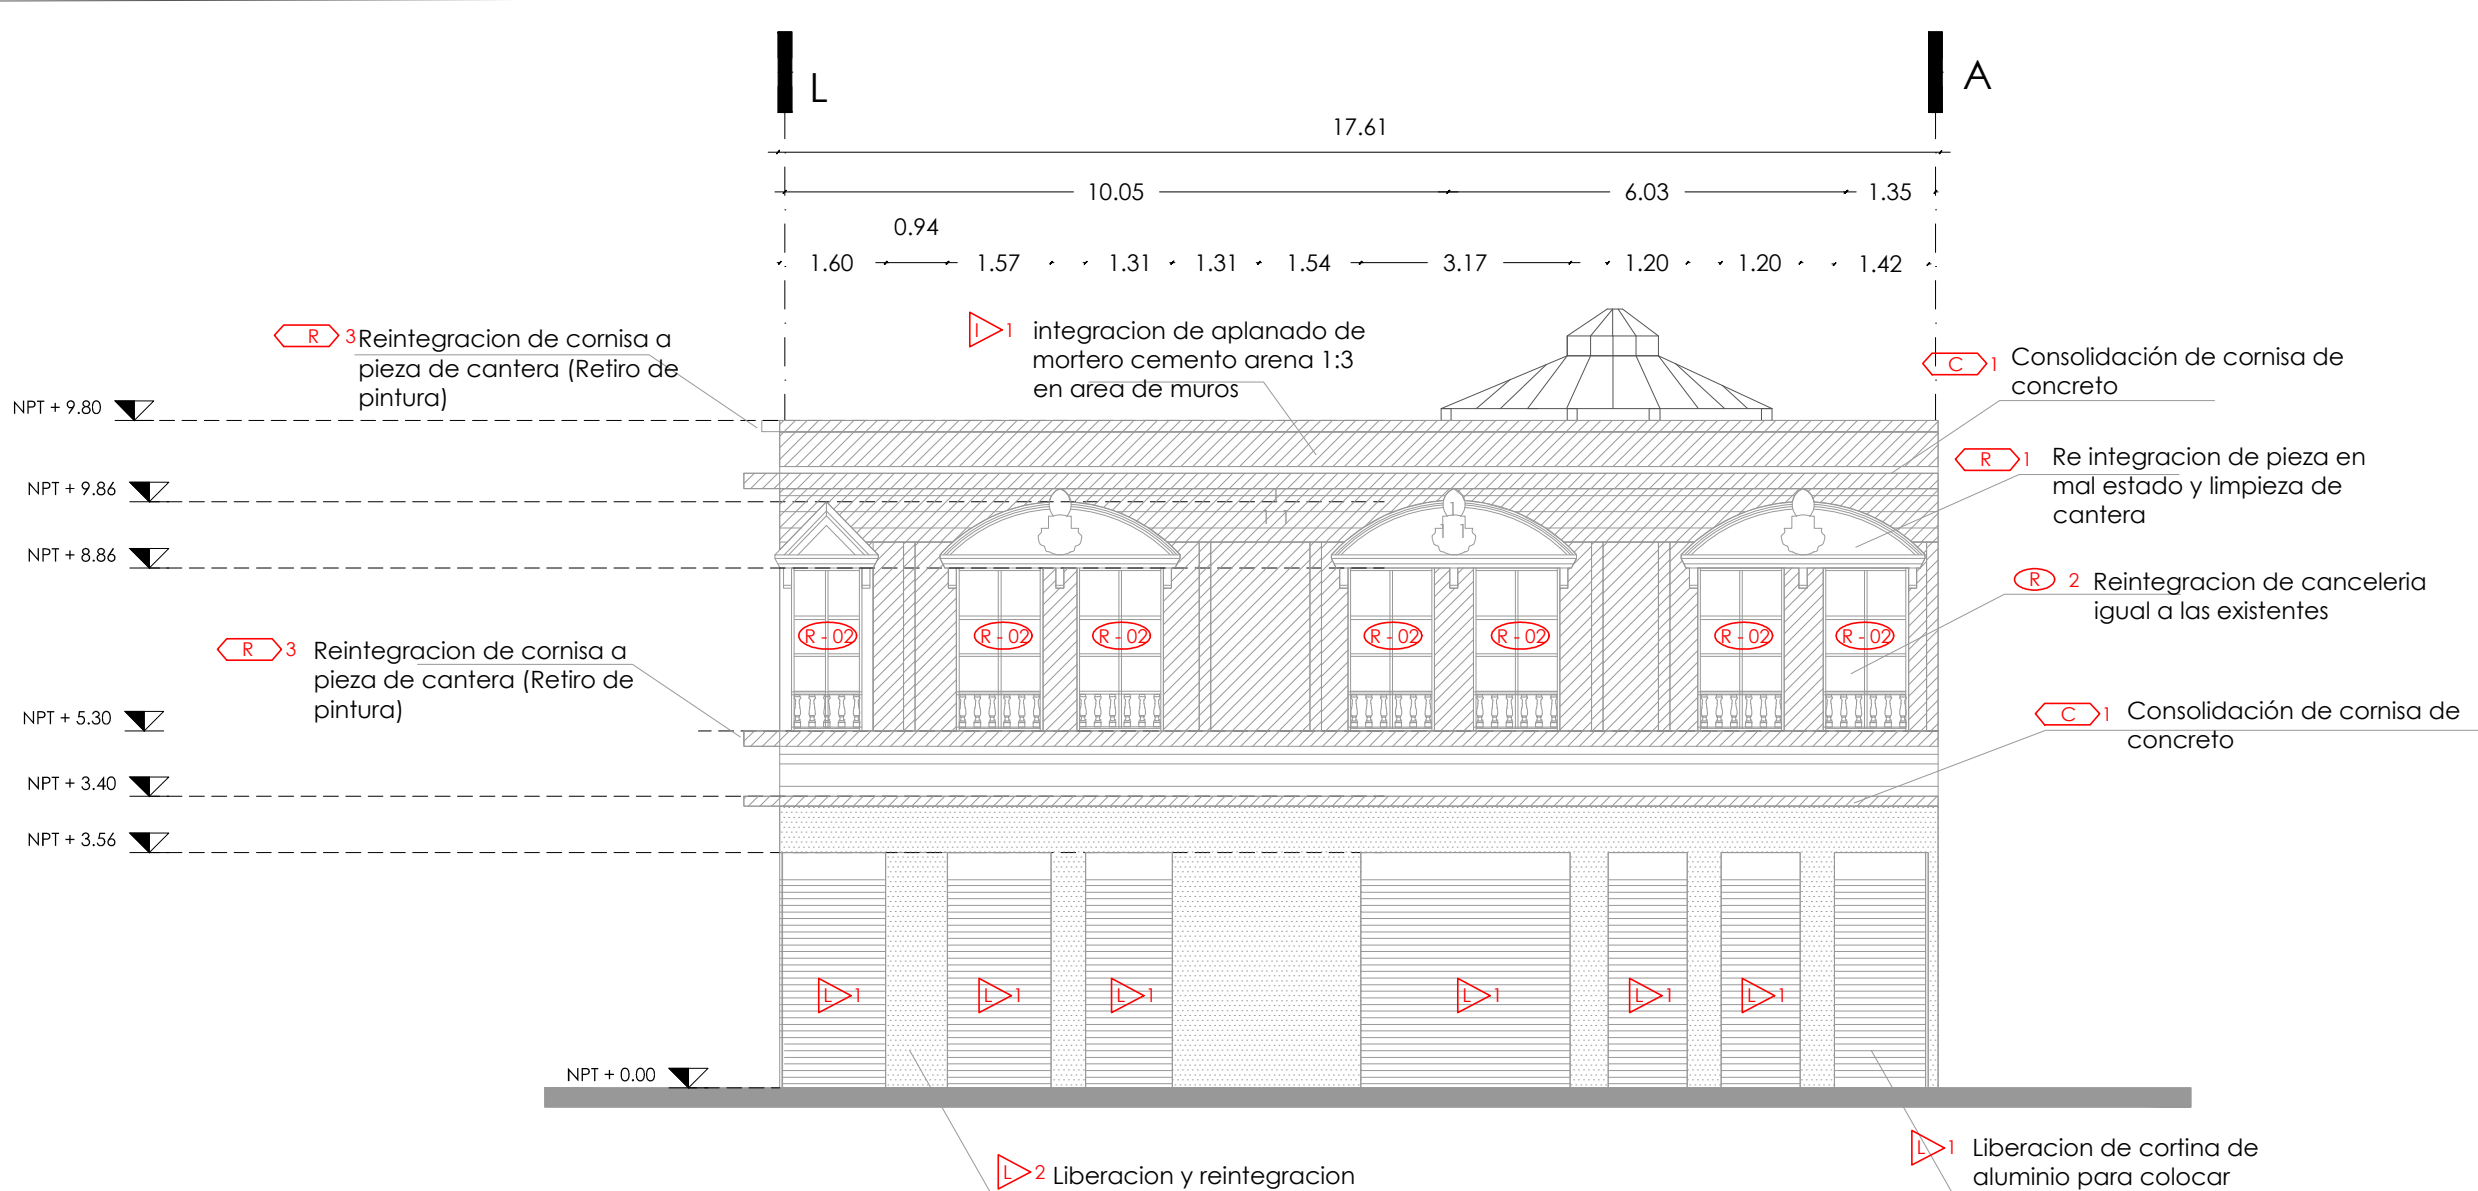 L
A
17.61
10.05
6.03
1.35
0.94
1.60
1.57
1.31
1.31
1.54
3.17
1.20
1.20
1.42
R 3 Reintegracion de cornisa a
pieza de cantera (Retiro de
pintura)
I 1 integracion de aplanado de
mortero cemento arena 1:3
en area de muros
C 1 Consolidación de cornisa de
concreto
NPT + 9.80
R 1 Re integracion de pieza en
mal estado y limpieza de
cantera
NPT + 9.86
1
1 1
1
1 1
NPT + 8.86
R 2 Reintegracion de canceleria
igual a las existentes
R - 02
R - 02
R - 02
R - 02
R - 02
R - 02
R - 02
R 3 Reintegracion de cornisa a
pieza de cantera (Retiro de
pintura)
NPT + 5.30
C 1 Consolidación de cornisa de
concreto
NPT + 3.40
NPT + 3.56
L 1
L 1
L 1
L 1
L 1
L 1
NPT + 0.00
L 2 Liberacion y reintegracion
L 1 Liberacion de cortina de
aluminio para colocar